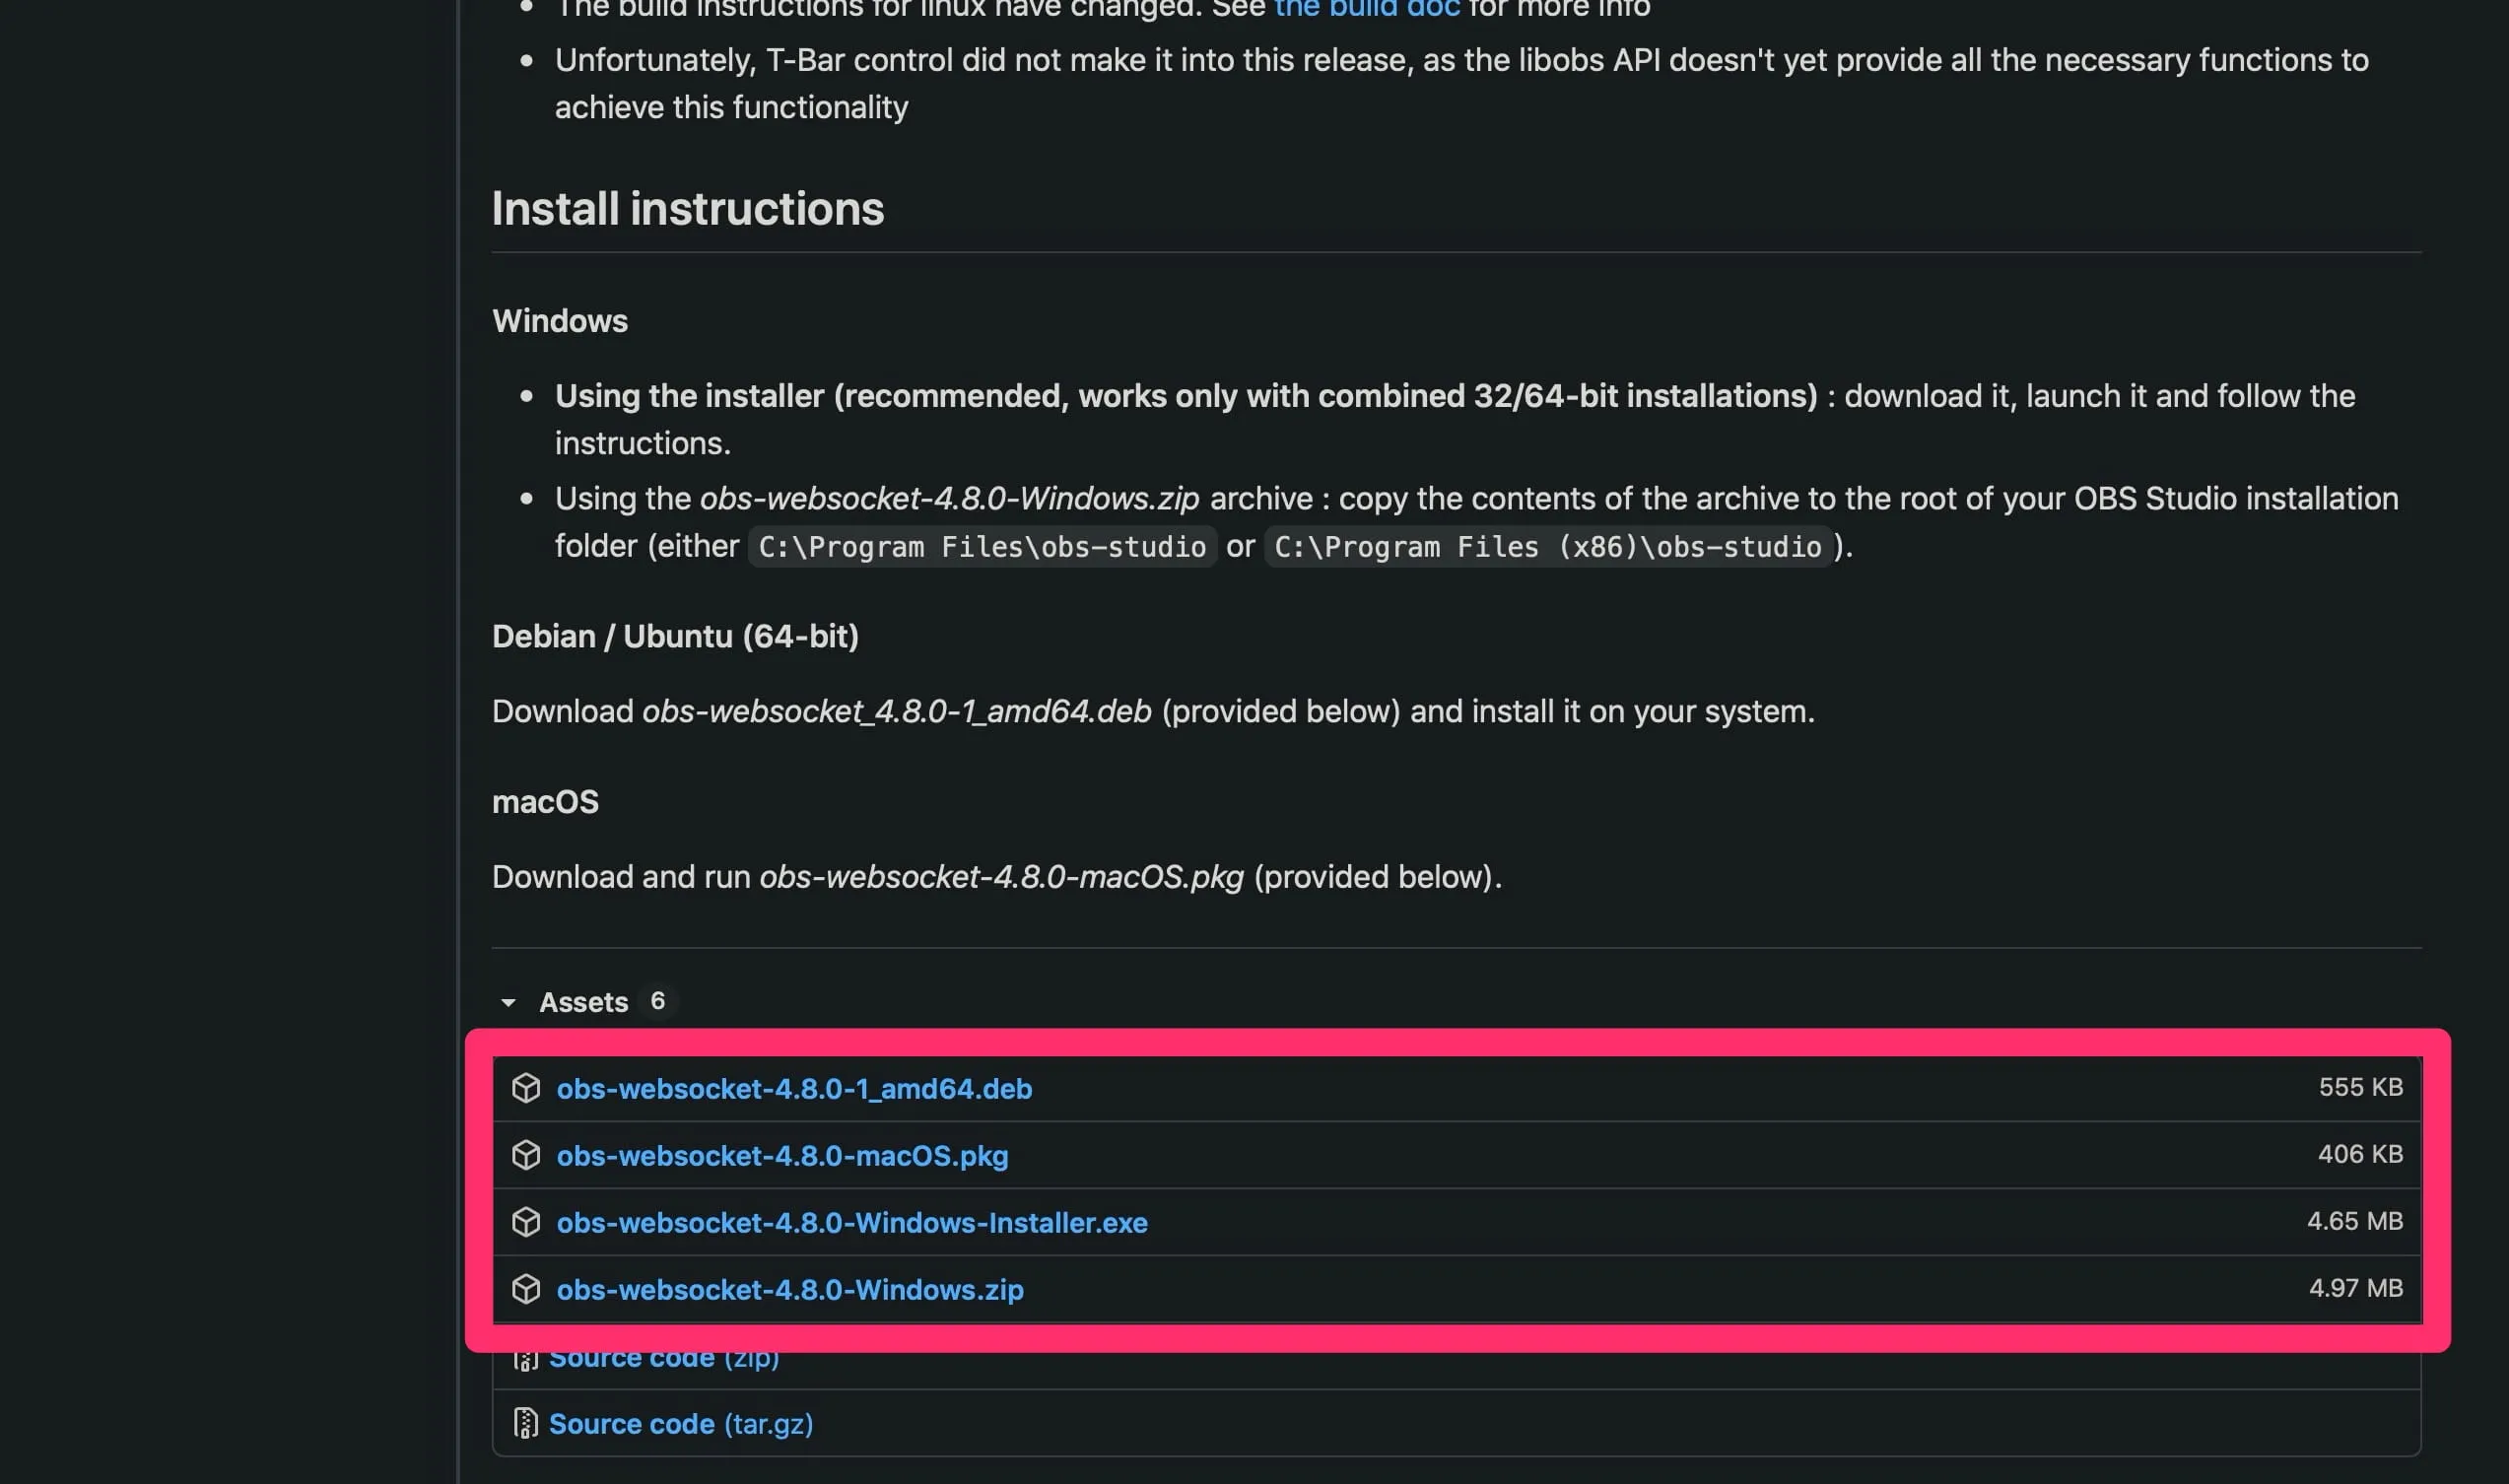 The build instructions for linux have changed. See the build doc for more info
Unfortunately, T-Bar control did not make it into this release, as the libobs API doesn't yet provide all the necessary functions to
achieve this functionality
Install instructions
Windows
Using the installer (recommended, works only with combined 32/64-bit installations) : download it, launch it and follow the
instructions.
Using the obs-websocket-4.8.0-Windows.zip archive : copy the contents of the archive to the root of your OBS Studio installation
folder (either C:\Program Files\obs-studio or C:\Program Files (x86)\obs-studio).
Debian / Ubuntu (64-bit)
Download obs-websocket_4.8.0-1_amd64.deb (provided below) and install it on your system.
macOS
Download and run obs-websocket-4.8.0-macOS.pkg (provided below).
Assets 6
obs-websocket-4.8.0-1_amd64.deb 555 KB
obs-websocket-4.8.0-macOS.pkg 406 KB
obs-websocket-4.8.0-Windows-Installer.exe 4.65 MB
obs-websocket-4.8.0-Windows.zip 4.97 MB
Source code (zip)
Source code (tar.gz)